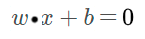 w•x + b = 0